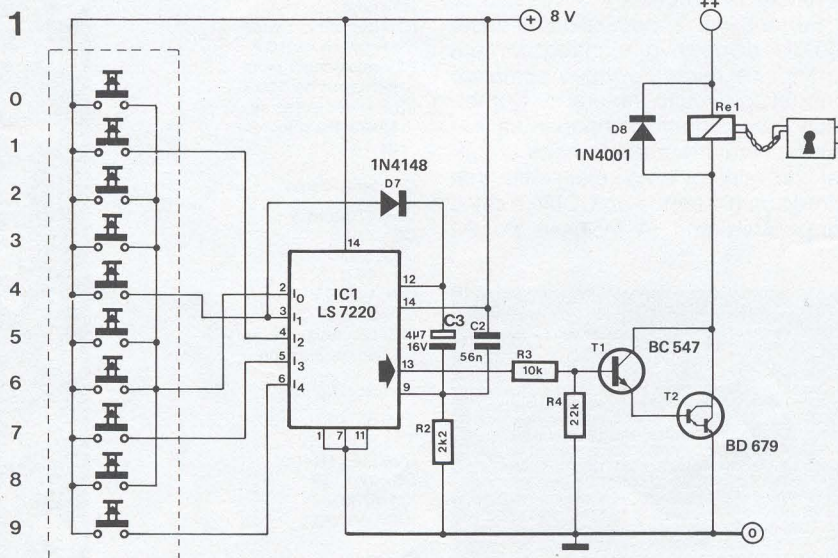 1
8 V
++
0
1
2
3
4
5
6
7
8
9
1N4148
D7
D8
1N4001
Re1
14
IC1
LS 7220
2 I0
3 I1
4 I2
5 I3
6 I4
12
14
13
9
1 7 11
4µ7
16V
C3
C2
56n
R2
2k2
R3
10k
R4
22k
T1
BC 547
T2
BD 679
0